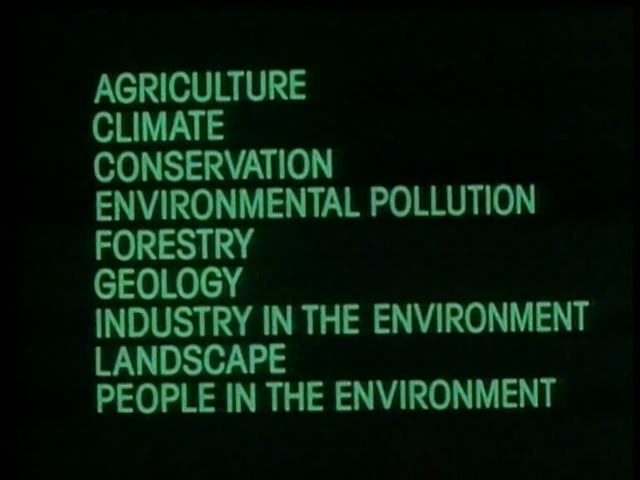 AGRICULTURE
CLIMATE
CONSERVATION
ENVIRONMENTAL POLLUTION
FORESTRY
GEOLOGY
INDUSTRY IN THE ENVIRONMENT
LANDSCAPE
PEOPLE IN THE ENVIRONMENT